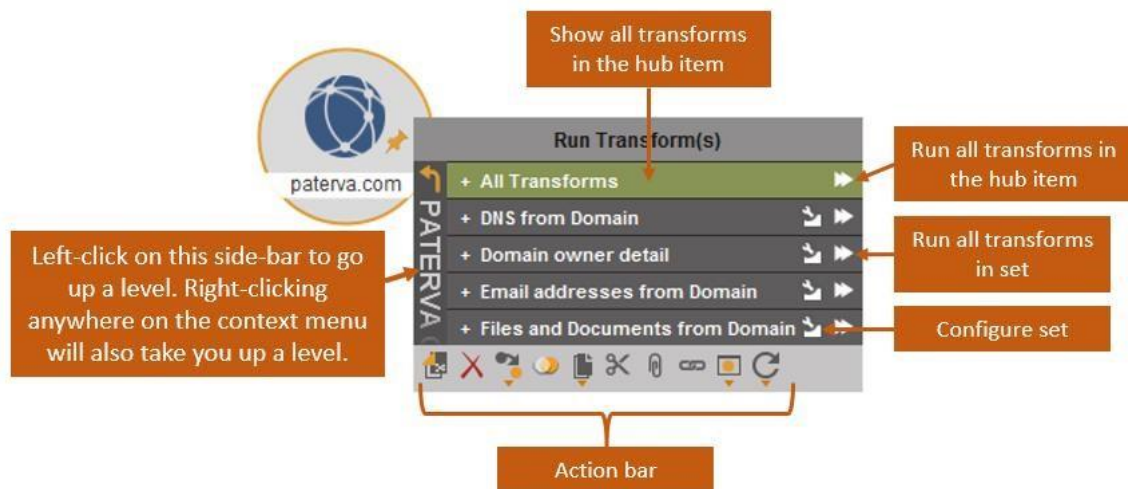 Show all transforms
in the hub item
Run Transform(s)
paterva.com
PATERVA
+ All Transforms
+ DNS from Domain
+ Domain owner detail
+ Email addresses from Domain
+ Files and Documents from Domain
Run all transforms in
the hub item
Run all transforms
in set
Configure set
Left-click on this side-bar to go
up a level. Right-clicking
anywhere on the context menu
will also take you up a level.
Action bar